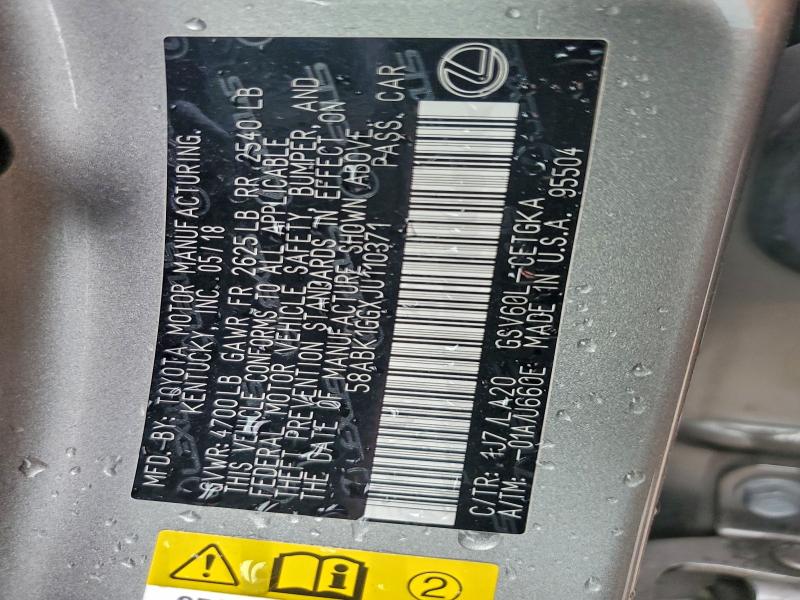 MFD. BY: TOYOTA MOTOR MANUFACTURING.
KENTUCKY, INC. 05/18
GVWR 4700LB GAWR FR 2625LB RR 2540LB
THIS VEHICLE CONFORMS TO ALL APPLICABLE
FEDERAL MOTOR VEHICLE SAFETY BUMPER, AND
THEFT PREVENTION STANDARDS IN EFFECT ON
THE DATE OF MANUFACTURE SHOWN ABOVE
58ABK1GGXJU110371 PASS. CAR
C/TR: 1J7/LA20 GSV60L-CETGKA
A/TM: -01A/U660E MADE IN U.S.A. 95504
2